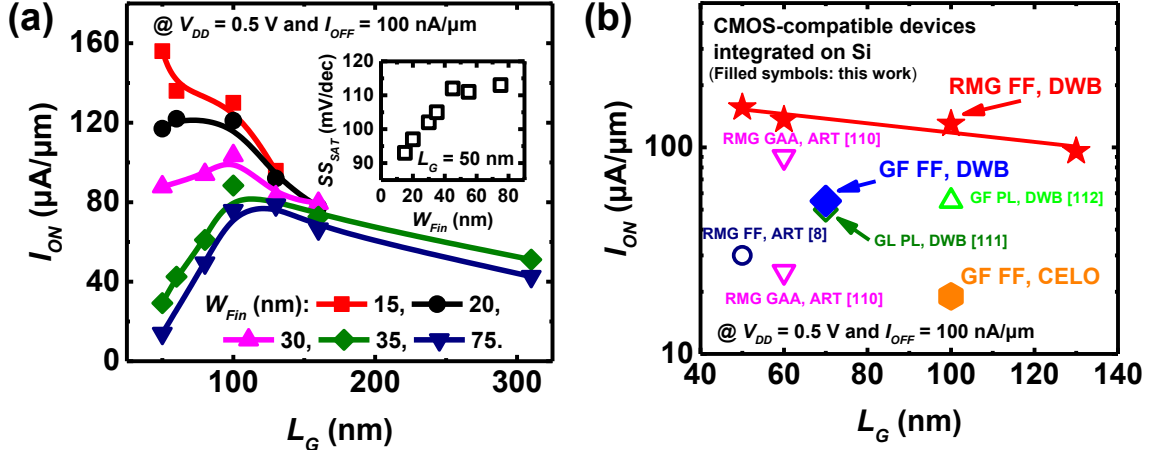 (a)
@ V_DD = 0.5 V and I_OFF = 100 nA/µm
160
120
80
40
0
I_ON (µA/µm)
SS_SAT (mV/dec)
120
110
100
90
L_G = 50 nm
0 20 40 60 80
W_Fin (nm)
W_Fin (nm): 15, 20,
30, 35, 75.
100 150 200 250 300
L_G (nm)
(b)
CMOS-compatible devices
integrated on Si
(Filled symbols: this work)
RMG FF, DWB
RMG GAA, ART [110]
GF FF, DWB
GF PL, DWB [112]
RMG FF, ART [8]
GL PL, DWB [111]
RMG GAA, ART [110]
GF FF, CELO
@ V_DD = 0.5 V and I_OFF = 100 nA/µm
100
10
I_ON (µA/µm)
40 60 80 100 120 140
L_G (nm)